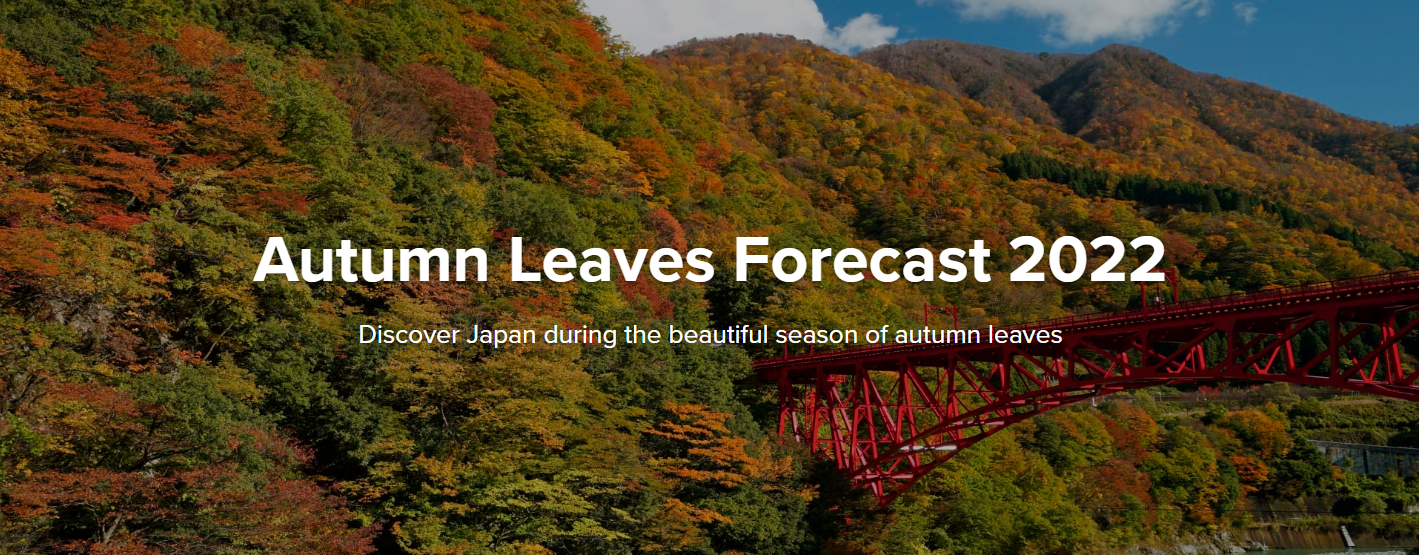 Autumn Leaves Forecast 2022
Discover Japan during the beautiful season of autumn leaves